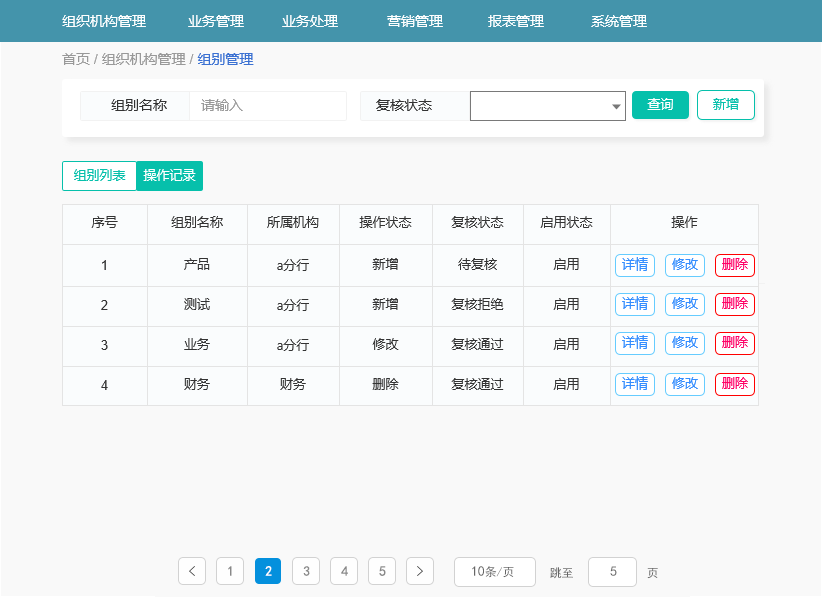 组织机构管理 业务管理 业务处理 营销管理 报表管理 系统管理
首页 / 组织机构管理 / 组别管理
组别名称 请输入 复核状态 查询 新增
组别列表 操作记录
序号 组别名称 所属机构 操作状态 复核状态 启用状态 操作
1 产品 a分行 新增 待复核 启用 详情 修改 删除
2 测试 a分行 新增 复核拒绝 启用 详情 修改 删除
3 业务 a分行 修改 复核通过 启用 详情 修改 删除
4 财务 财务 删除 复核通过 启用 详情 修改 删除
< 1 2 3 4 5 > 10条/页 跳至 5 页